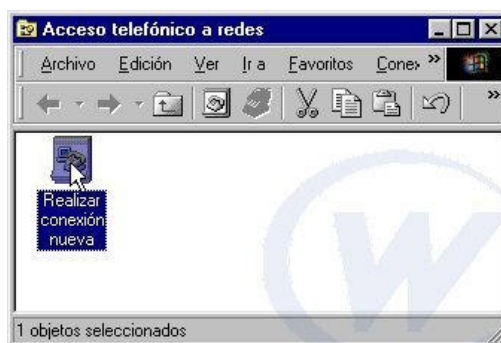 Acceso telefónico a redes
Archivo Edición Ver Ir a Favoritos Conex »
»
Realizar
conexión
nueva
W
1 objetos seleccionados